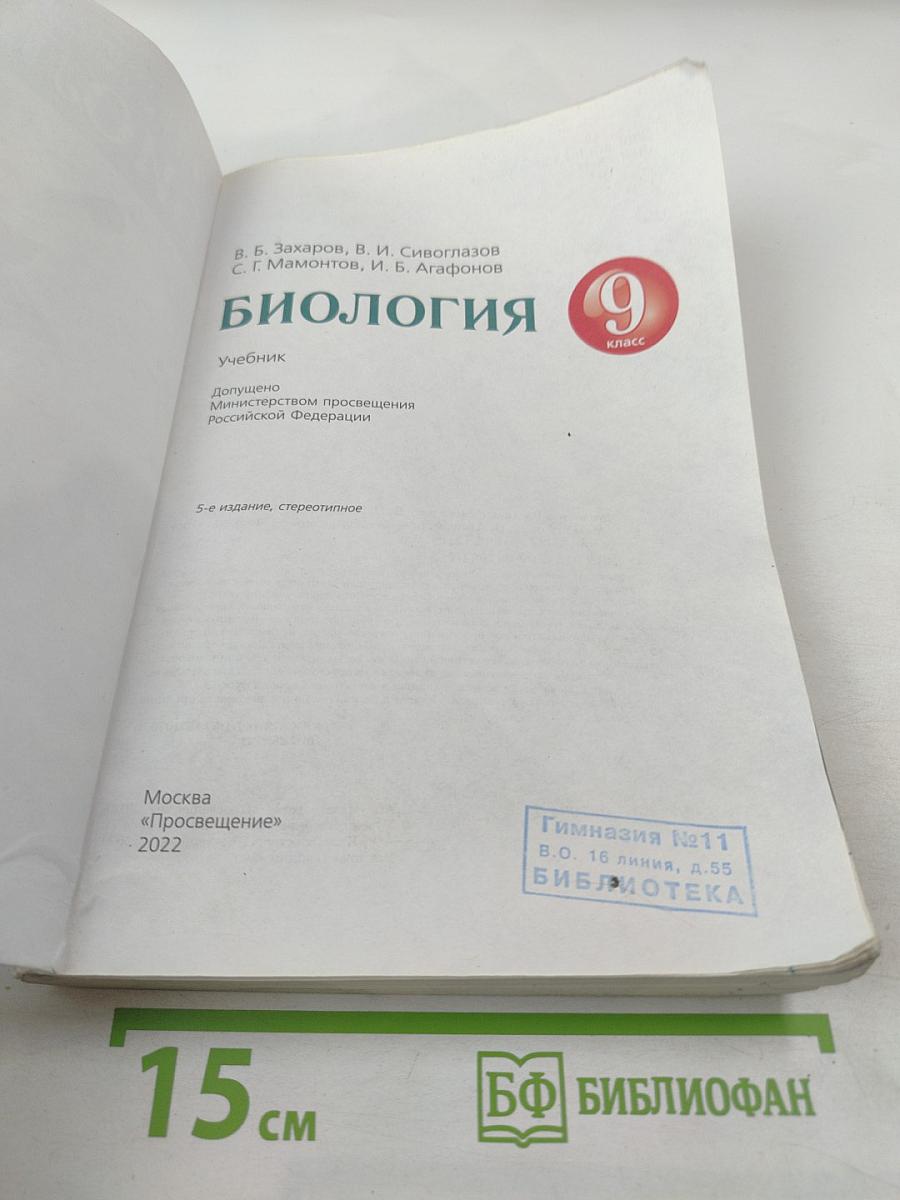 В. Б. Захаров, В. И. Сивоглазов
С. Г. Мамонтов, И. Б. Агафонов
БИОЛОГИЯ
9
класс
Учебник
Допущено
Министерством просвещения
Российской Федерации
5-е издание, стереотипное
Москва
«Просвещение»
2022
Гимназия №11
В.О. 16 линия, д.55
БИБЛИОТЕКА
15 см
БФ БИБЛИОФАН